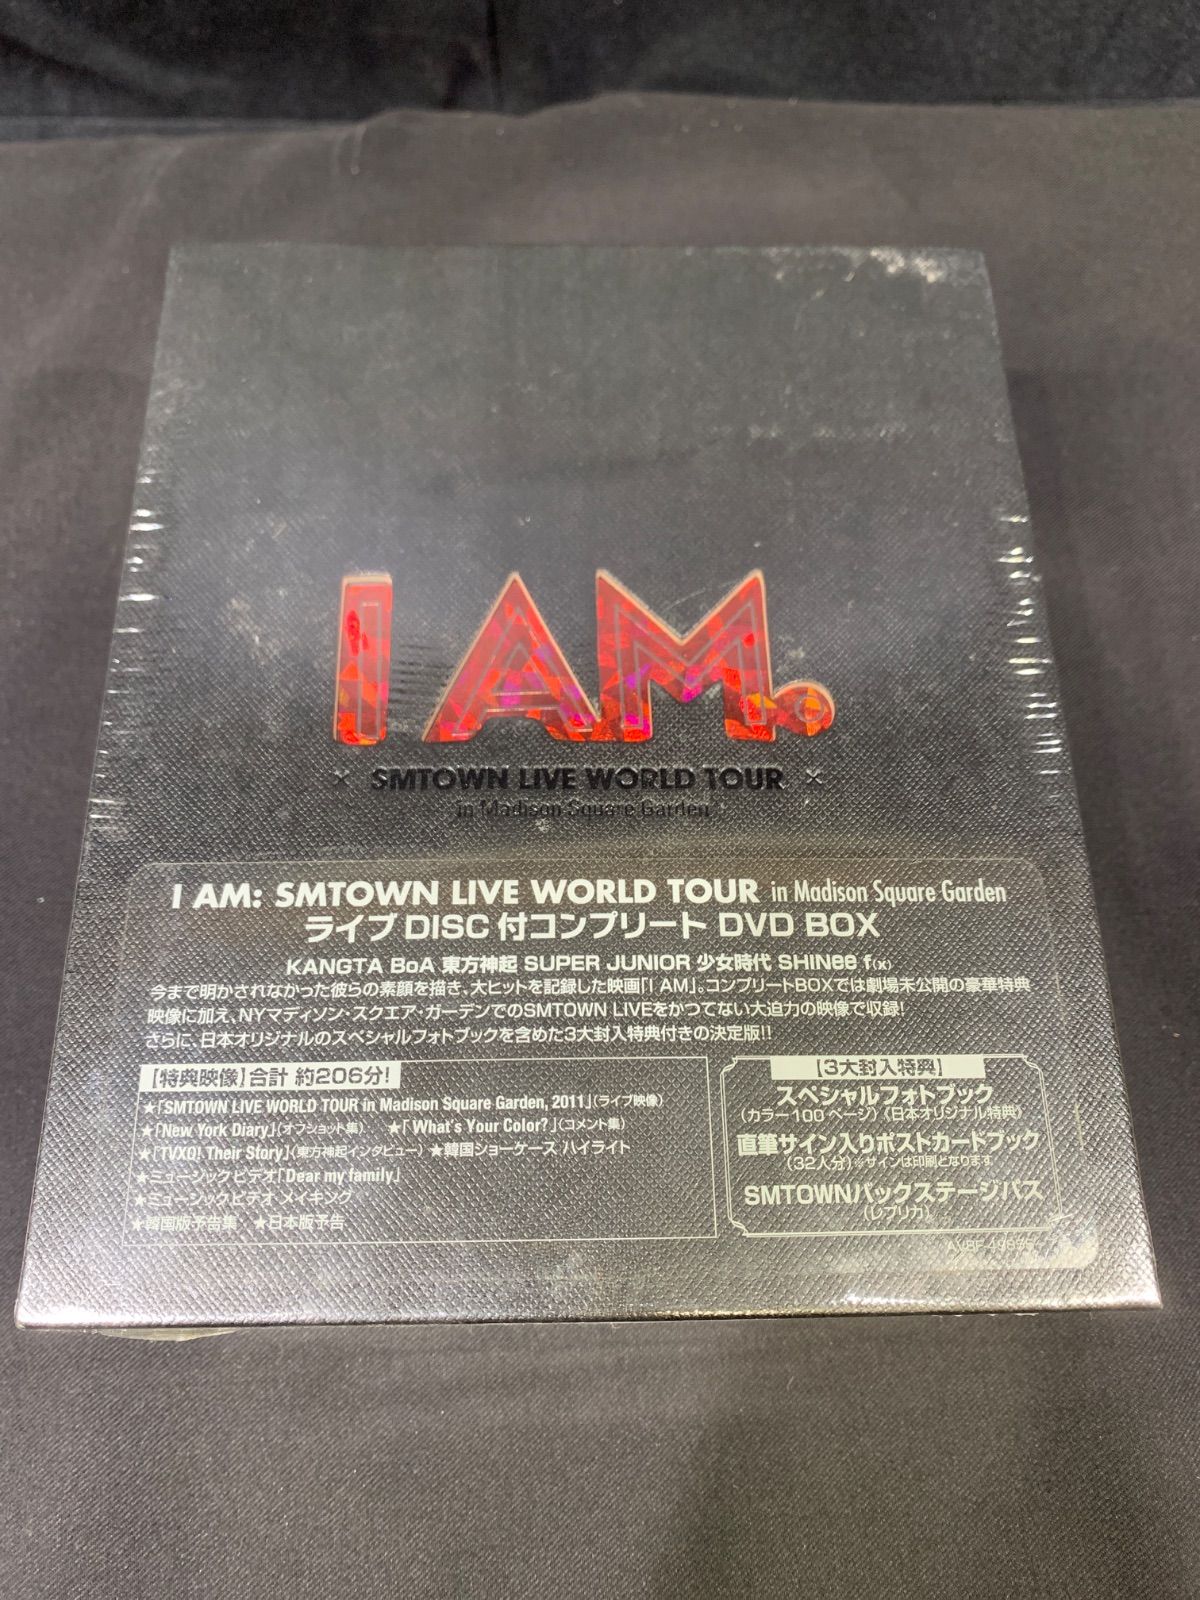 I AM.
× SMTOWN LIVE WORLD TOUR ×
in Madison Square Garden
I AM: SMTOWN LIVE WORLD TOUR in Madison Square Garden
ライブDISC付コンプリート DVD BOX
KANGTA BoA 東方神起 SUPER JUNIOR 少女時代 SHINee f(x)
今まで明かされなかった彼らの素顔を描き、大ヒットを記録した映画「I AM」。コンプリートBOXでは劇場未公開の豪華特典
映像に加え、NYマディソン・スクエア・ガーデンでのSMTOWN LIVEをかつてない大迫力の映像で収録!
さらに、日本オリジナルのスペシャルフォトブックを含めた3大封入特典付きの決定版!!
【特典映像】合計 約206分!
★「SMTOWN LIVE WORLD TOUR in Madison Square Garden, 2011」(ライブ映像)
★「New York Diary」(オフショット集) ★「What's Your Color?」(コメント集)
★「TVXQ! Their Story」(東方神起インタビュー) ★韓国ショーケース ハイライト
★ミュージックビデオ「Dear my family」
★ミュージックビデオ メイキング
★韓国版予告集 ★日本版予告
【3大封入特典】
スペシャルフォトブック
(カラー100ページ)(日本オリジナル特典)
直筆サイン入りポストカードブック
(32人分)※サインは印刷となります
SMTOWNバックステージパス
(レプリカ)